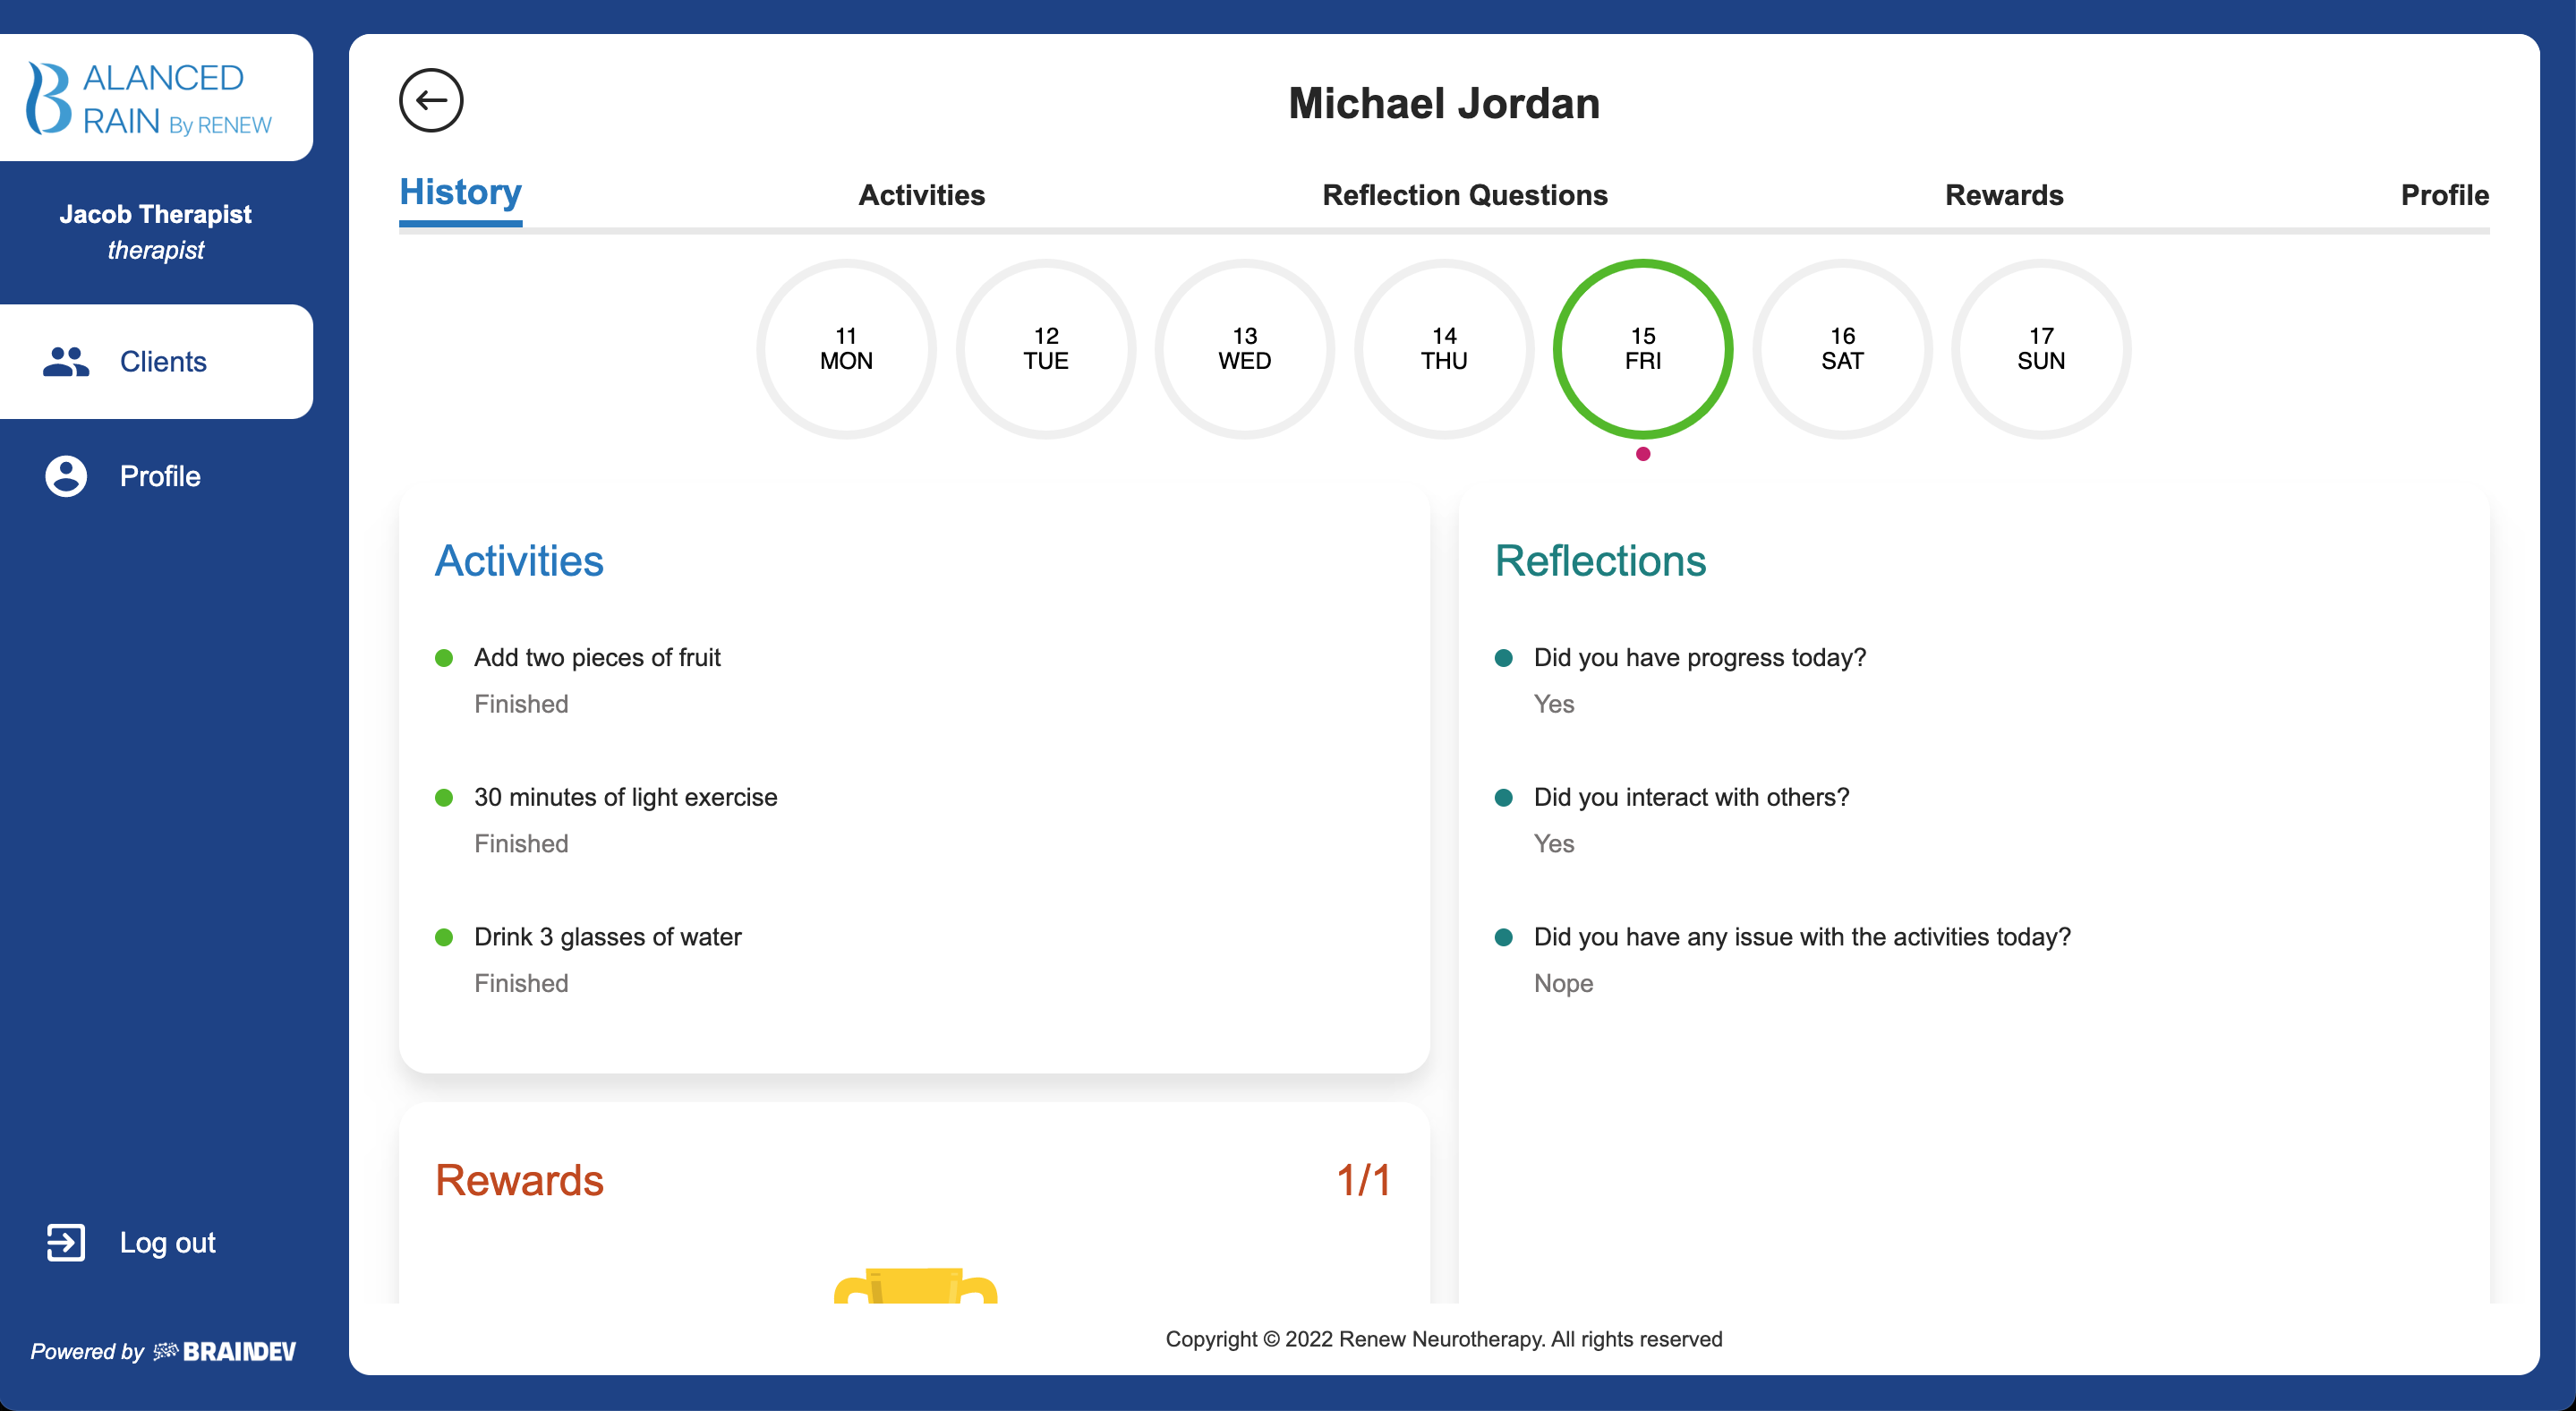 BALANCED
BRAIN By RENEW
Jacob Therapist
therapist
Clients
Profile
Log out
Powered by BRAINDEV
Michael Jordan
History
Activities
Reflection Questions
Rewards
Profile
11
MON
12
TUE
13
WED
14
THU
15
FRI
16
SAT
17
SUN
Activities
Add two pieces of fruit
Finished
30 minutes of light exercise
Finished
Drink 3 glasses of water
Finished
Reflections
Did you have progress today?
Yes
Did you interact with others?
Yes
Did you have any issue with the activities today?
Nope
Rewards
1/1
Copyright © 2022 Renew Neurotherapy. All rights reserved